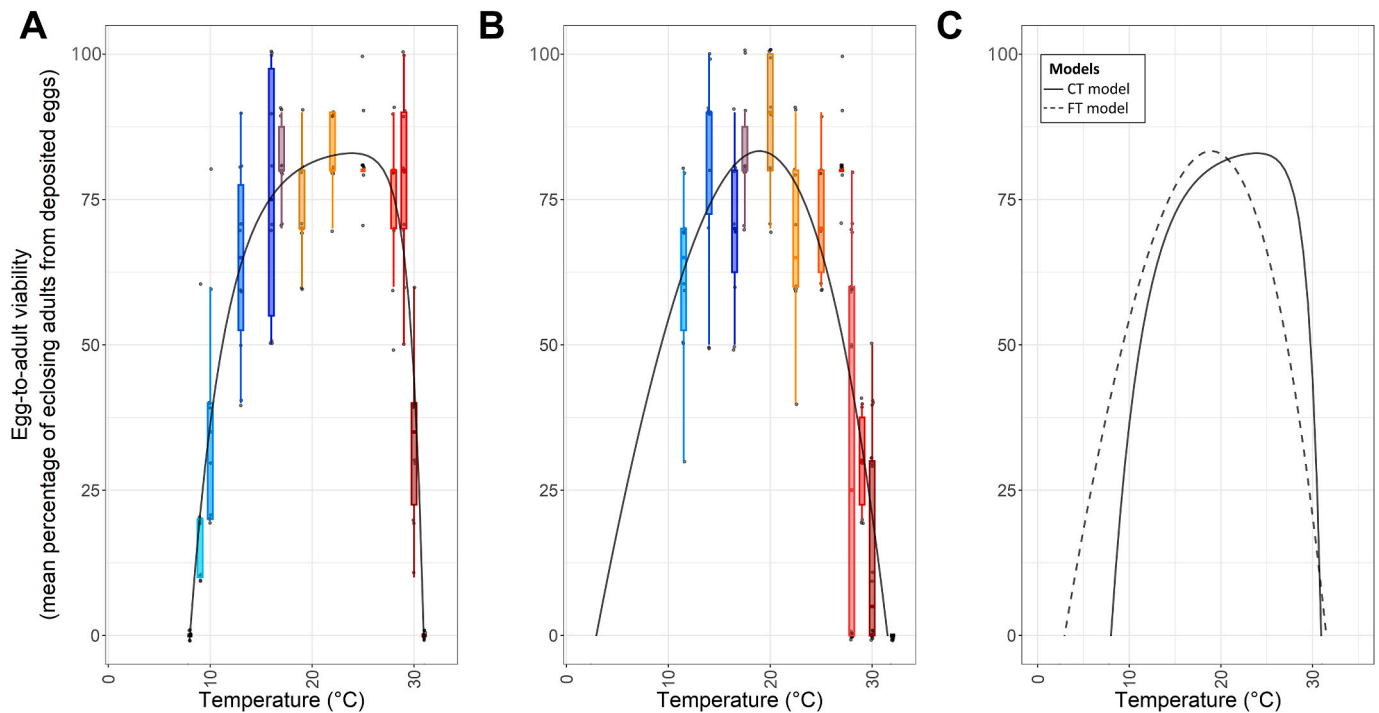 A
B
C
Egg-to-adult viability
(mean percentage of eclosing adults from deposited eggs)
100
75
50
25
0
0
10
20
30
Temperature (°C)
100
75
50
25
0
0
10
20
30
Temperature (°C)
100
75
50
25
0
0
10
20
30
Temperature (°C)
Models
CT model
FT model